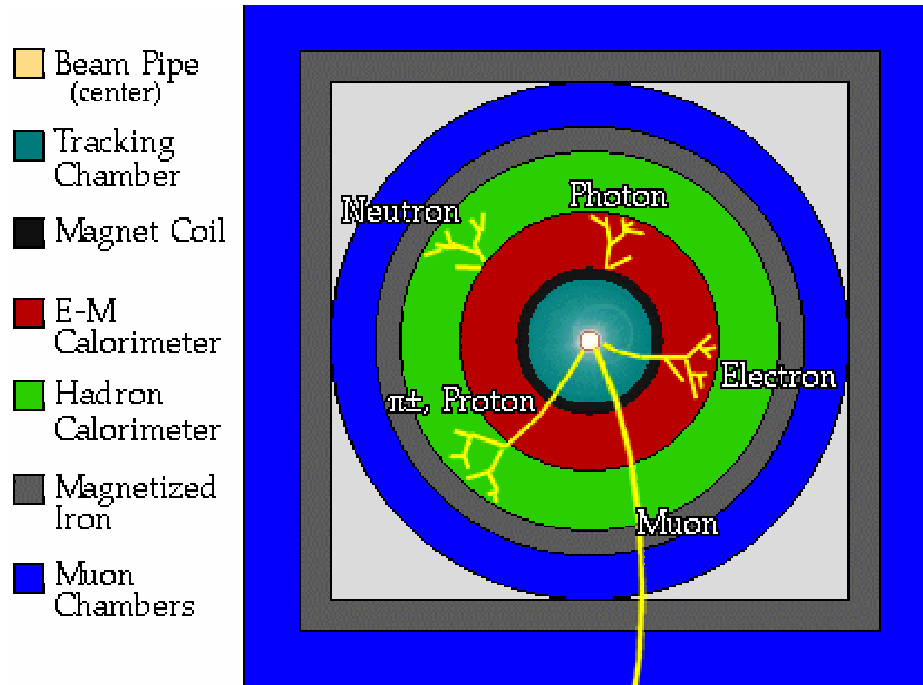 Beam Pipe
(center)
Tracking
Chamber
Magnet Coil
E-M
Calorimeter
Hadron
Calorimeter
Magnetized
Iron
Muon
Chambers
Photon
Neutron
Electron
π±, Proton
Muon